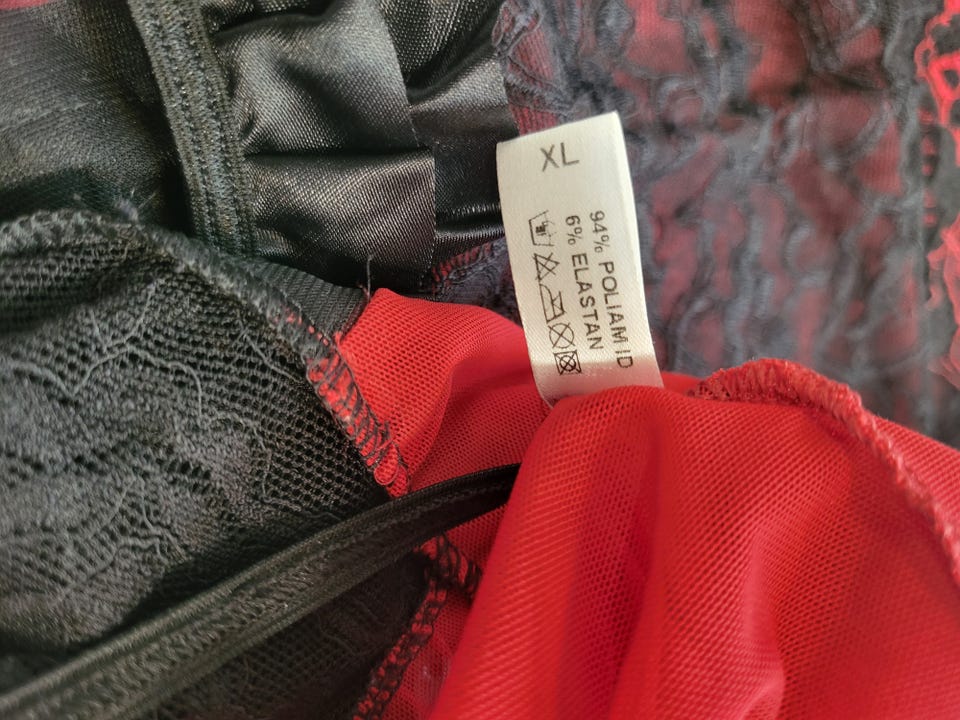 XL
94% POLIAMID
6% ELASTAN